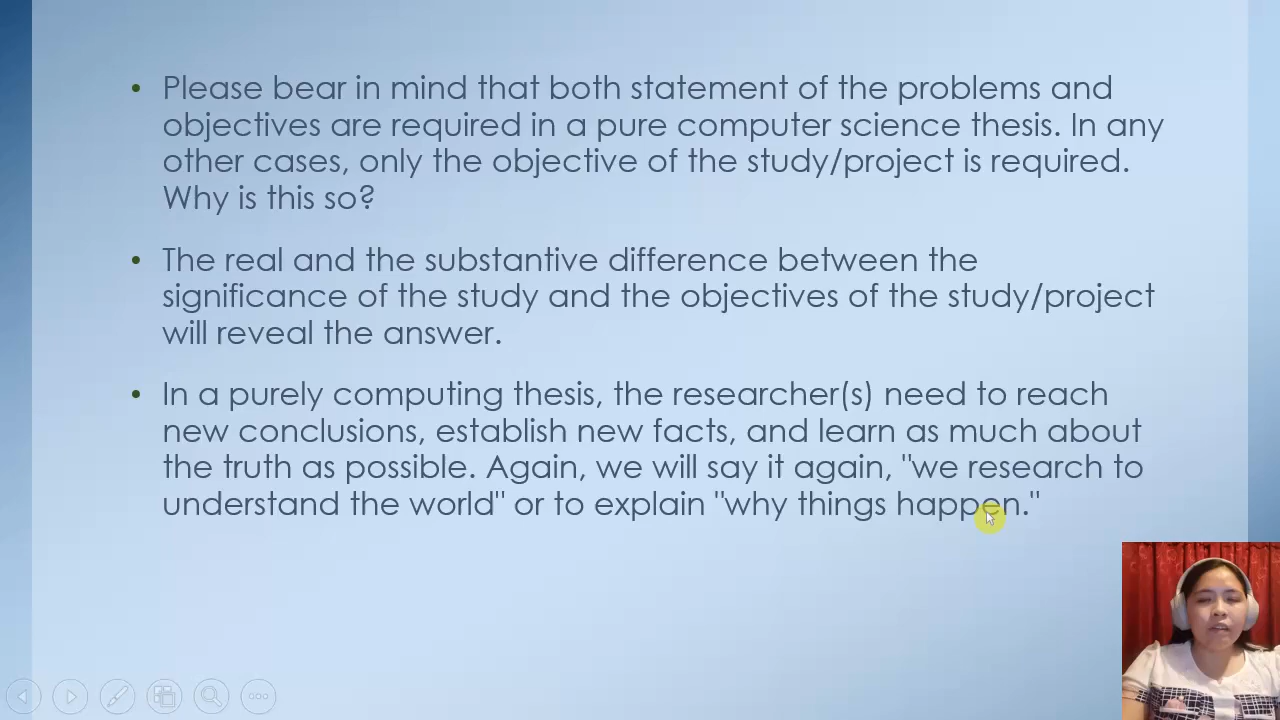 Please bear in mind that both statement of the problems and
objectives are required in a pure computer science thesis. In any
other cases, only the objective of the study/project is required.
Why is this so?
The real and the substantive difference between the
significance of the study and the objectives of the study/project
will reveal the answer.
In a purely computing thesis, the researcher(s) need to reach
new conclusions, establish new facts, and learn as much about
the truth as possible. Again, we will say it again, "we research to
understand the world" or to explain "why things happen."